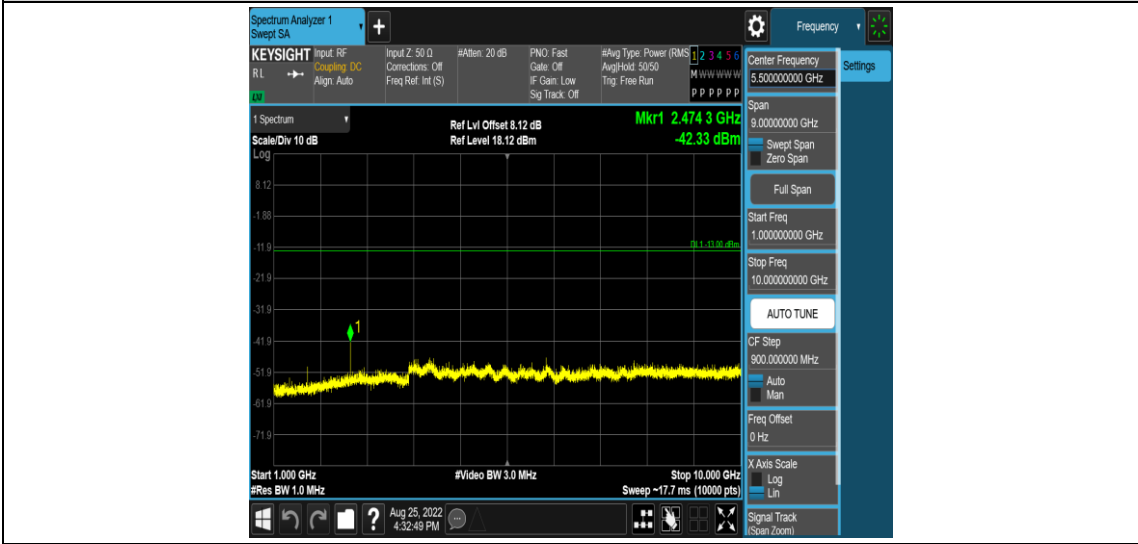 Spectrum Analyzer 1
Swept SA
+
Frequency
KEYSIGHT
RL
LXI
Input: RF
Coupling: DC
Align: Auto
Input Z: 50 Ω
Corrections: Off
Freq Ref: Int (S)
#Atten: 20 dB
PNO: Fast
Gate: Off
IF Gain: Low
Sig Track: Off
#Avg Type: Power (RMS
Avg|Hold: 50/50
Trig: Free Run
1 2 3 4 5 6
M W W W W W
P P P P P P
1 Spectrum
Scale/Div 10 dB
Log
Ref Lvl Offset 8.12 dB
Ref Level 18.12 dBm
Mkr1 2.474 3 GHz
-42.33 dBm
8.12
-1.88
-11.9
DL1 -13.00 dBm
-21.9
-31.9
1
-41.9
-51.9
-61.9
-71.9
Start 1.000 GHz
#Res BW 1.0 MHz
#Video BW 3.0 MHz
Stop 10.000 GHz
Sweep ~17.7 ms (10000 pts)
?
Aug 25, 2022
4:32:49 PM
Center Frequency
5.500000000 GHz
Settings
Span
9.00000000 GHz
Swept Span
Zero Span
Full Span
Start Freq
1.000000000 GHz
Stop Freq
10.000000000 GHz
AUTO TUNE
CF Step
900.000000 MHz
Auto
Man
Freq Offset
0 Hz
X Axis Scale
Log
Lin
Signal Track
(Span Zoom)